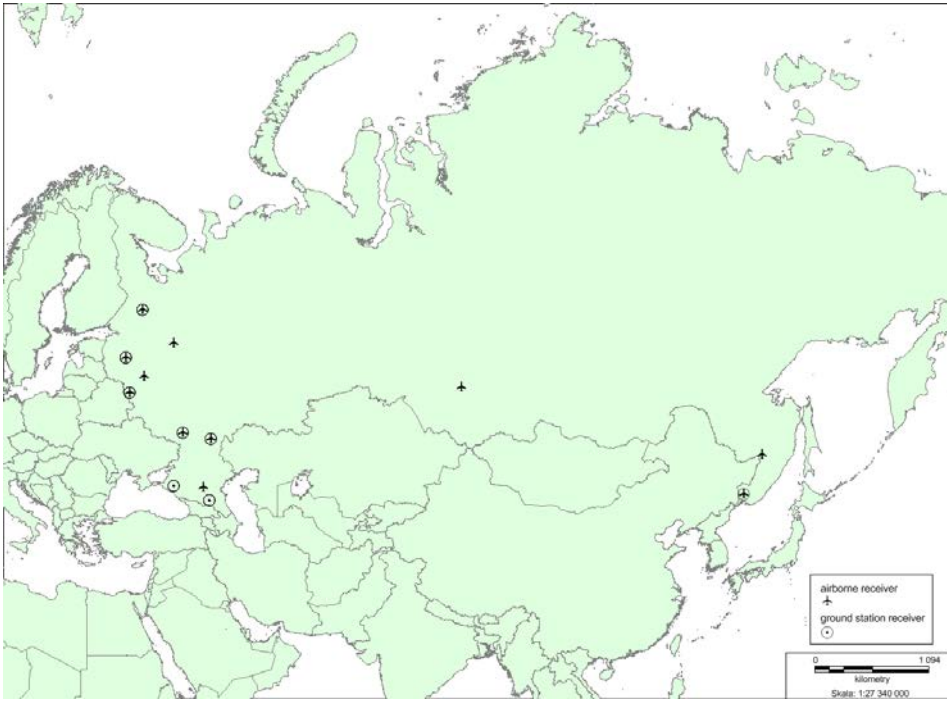 airborne receiver
ground station receiver
0 1 094
kilometry
Skala: 1:27 340 000